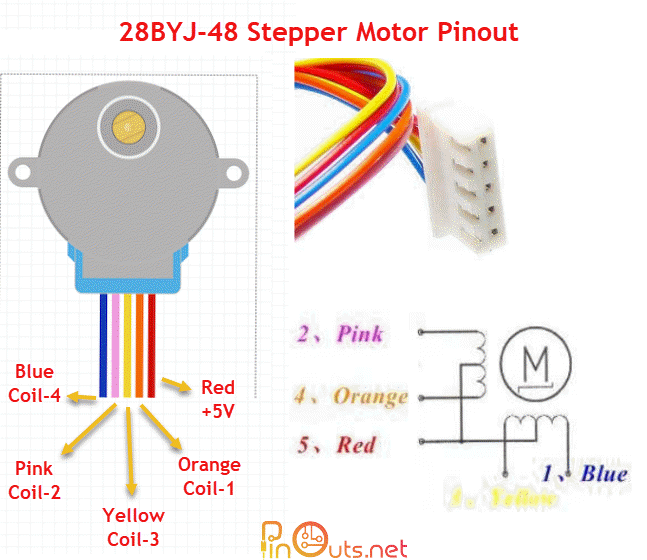 28BYJ-48 Stepper Motor Pinout
Blue
Coil-4
Red
+5V
Pink
Coil-2
Orange
Coil-1
Yellow
Coil-3
2、Pink
4、Orange
5、Red
M
1、Blue
Yellow
PinOuts.net